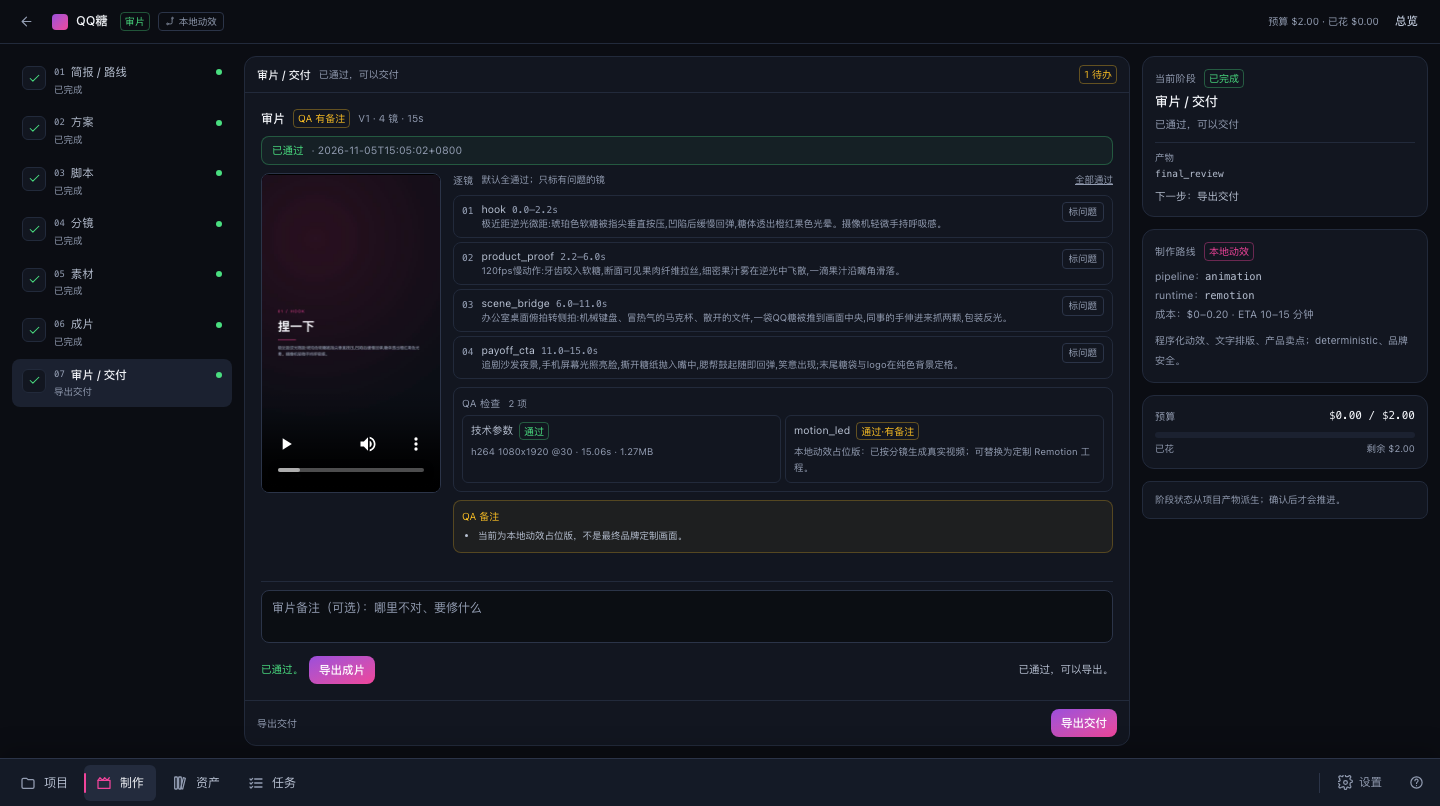 QQ糖 审片 本地动效 预算 $2.00 · 已花 $0.00 总览
01 简报 / 路线
已完成
02 方案
已完成
03 脚本
已完成
04 分镜
已完成
05 素材
已完成
06 成片
已完成
07 审片 / 交付
导出交付
审片 / 交付 已通过，可以交付 1 待办
审片 QA 有备注 V1 · 4 镜 · 15s
已通过 · 2026-11-05T15:05:02+0800
捏一下
逐镜 默认全通过；只标有问题的镜 全部通过
01 hook 0.0–2.2s 标问题
极近距逆光微距:琥珀色软糖被指尖垂直按压,凹陷后缓慢回弹,糖体透出橙红果色光晕。摄像机轻微手持呼吸感。
02 product_proof 2.2–6.0s 标问题
120fps慢动作:牙齿咬入软糖,断面可见果肉纤维拉丝,细密果汁雾在逆光中飞散,一滴果汁沿嘴角滑落。
03 scene_bridge 6.0–11.0s 标问题
办公室桌面俯拍转侧拍:机械键盘、冒热气的马克杯、散开的文件,一袋QQ糖被推到画面中央,同事的手伸进来抓两颗,包装反光。
04 payoff_cta 11.0–15.0s 标问题
追剧沙发夜景,手机屏幕光照亮脸,撕开糖纸抛入嘴中,腮帮鼓起随即回弹,笑意出现;末尾糖袋与logo在纯色背景定格。
QA 检查 2 项
技术参数 通过
h264 1080x1920 @30 · 15.06s · 1.27MB
motion_led 通过·有备注
本地动效占位版：已按分镜生成真实视频；可替换为定制 Remotion 工
程。
QA 备注
• 当前为本地动效占位版，不是最终品牌定制画面。
审片备注（可选）：哪里不对、要修什么
已通过。 导出成片 已通过，可以导出。
导出交付 导出交付
当前阶段 已完成
审片 / 交付
已通过，可以交付
产物
final_review
下一步：导出交付
制作路线 本地动效
pipeline: animation
runtime: remotion
成本：$0–0.20 · ETA 10–15 分钟
程序化动效、文字排版、产品卖点；deterministic、品牌
安全。
预算 $0.00 / $2.00
已花 剩余 $2.00
阶段状态从项目产物派生；确认后才会推进。
项目 制作 资产 任务 设置